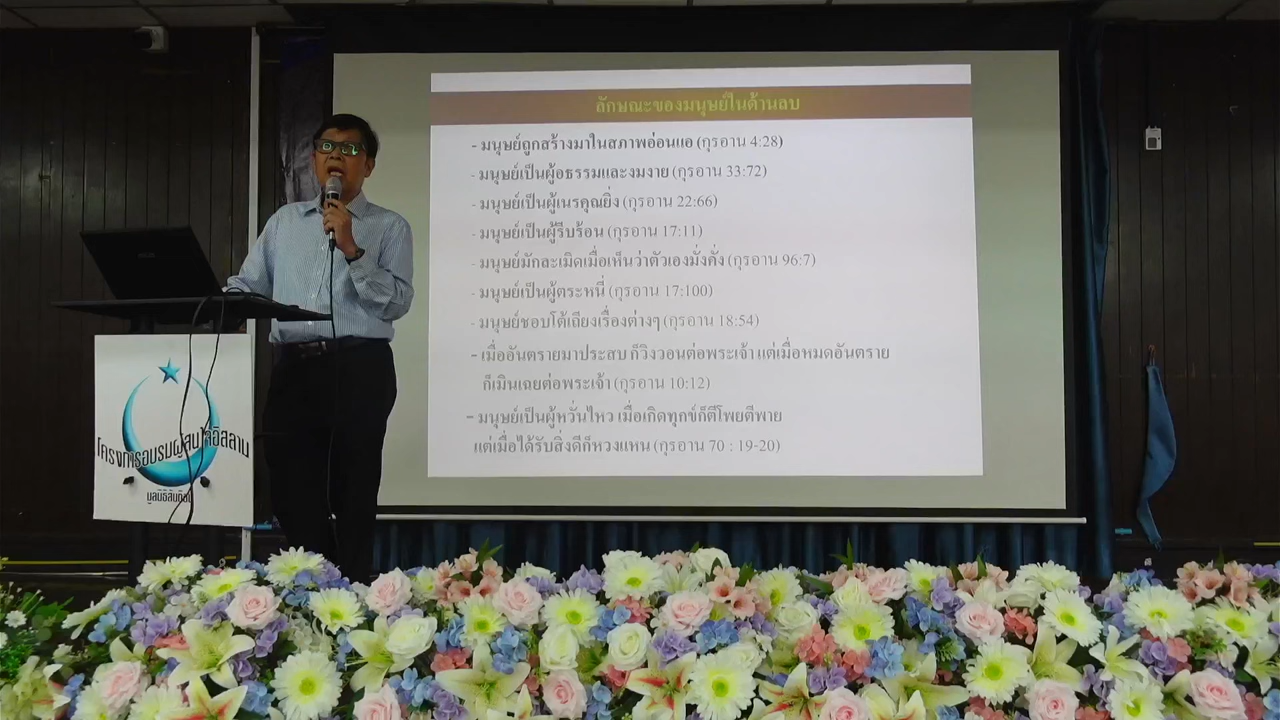 ลักษณะของมนุษย์ในด้านลบ
- มนุษย์ถูกสร้างมาในสภาพอ่อนแอ (กุรอาน 4:28)
- มนุษย์เป็นผู้อธรรมและงมงาย (กุรอาน 33:72)
- มนุษย์เป็นผู้เนรคุณยิ่ง (กุรอาน 22:66)
- มนุษย์เป็นผู้รีบร้อน (กุรอาน 17:11)
- มนุษย์มักละเมิดเมื่อเห็นว่าตัวเองมั่งคั่ง (กุรอาน 96:7)
- มนุษย์เป็นผู้ตระหนี่ (กุรอาน 17:100)
- มนุษย์ชอบโต้เถียงเรื่องต่างๆ (กุรอาน 18:54)
- เมื่ออันตรายมาประสบ ก็วิงวอนต่อพระเจ้า แต่เมื่อหมดอันตราย
ก็เมินเฉยต่อพระเจ้า (กุรอาน 10:12)
- มนุษย์เป็นผู้หวั่นไหว เมื่อเกิดทุกข์ก็ตีโพยตีพาย
แต่เมื่อได้รับสิ่งดีก็หวงแหน (กุรอาน 70 : 19-20)
โครงการอบรมผู้สนใจอิสลาม
มูลนิธิสันติชน